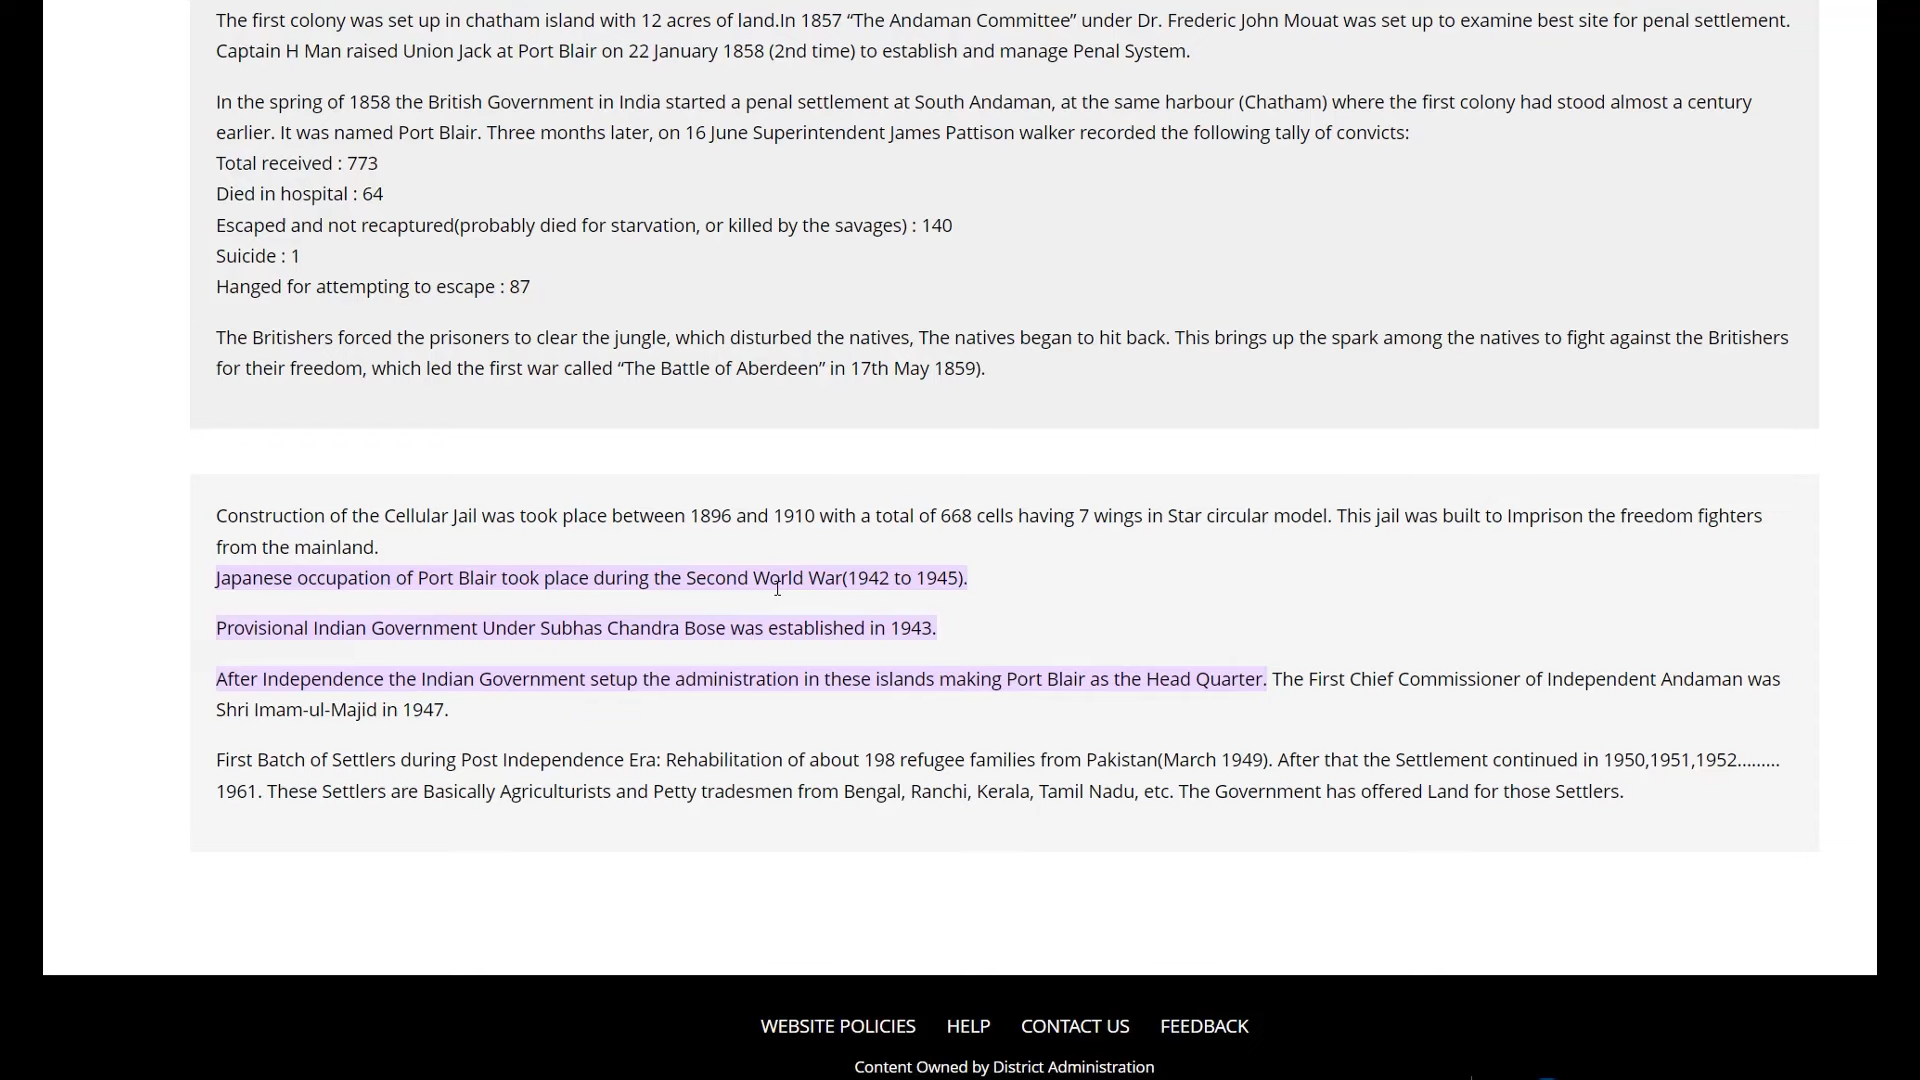 The first colony was set up in chatham island with 12 acres of land.In 1857 “The Andaman Committee” under Dr. Frederic John Mouat was set up to examine best site for penal settlement.
Captain H Man raised Union Jack at Port Blair on 22 January 1858 (2nd time) to establish and manage Penal System.
In the spring of 1858 the British Government in India started a penal settlement at South Andaman, at the same harbour (Chatham) where the first colony had stood almost a century
earlier. It was named Port Blair. Three months later, on 16 June Superintendent James Pattison walker recorded the following tally of convicts:
Total received : 773
Died in hospital : 64
Escaped and not recaptured(probably died for starvation, or killed by the savages) : 140
Suicide : 1
Hanged for attempting to escape : 87
The Britishers forced the prisoners to clear the jungle, which disturbed the natives, The natives began to hit back. This brings up the spark among the natives to fight against the Britishers
for their freedom, which led the first war called “The Battle of Aberdeen” in 17th May 1859).
Construction of the Cellular Jail was took place between 1896 and 1910 with a total of 668 cells having 7 wings in Star circular model. This jail was built to Imprison the freedom fighters
from the mainland.
Japanese occupation of Port Blair took place during the Second World War(1942 to 1945).
Provisional Indian Government Under Subhas Chandra Bose was established in 1943.
After Independence the Indian Government setup the administration in these islands making Port Blair as the Head Quarter. The First Chief Commissioner of Independent Andaman was
Shri Imam-ul-Majid in 1947.
First Batch of Settlers during Post Independence Era: Rehabilitation of about 198 refugee families from Pakistan(March 1949). After that the Settlement continued in 1950,1951,1952………
1961. These Settlers are Basically Agriculturists and Petty tradesmen from Bengal, Ranchi, Kerala, Tamil Nadu, etc. The Government has offered Land for those Settlers.
WEBSITE POLICIES HELP CONTACT US FEEDBACK
Content Owned by District Administration